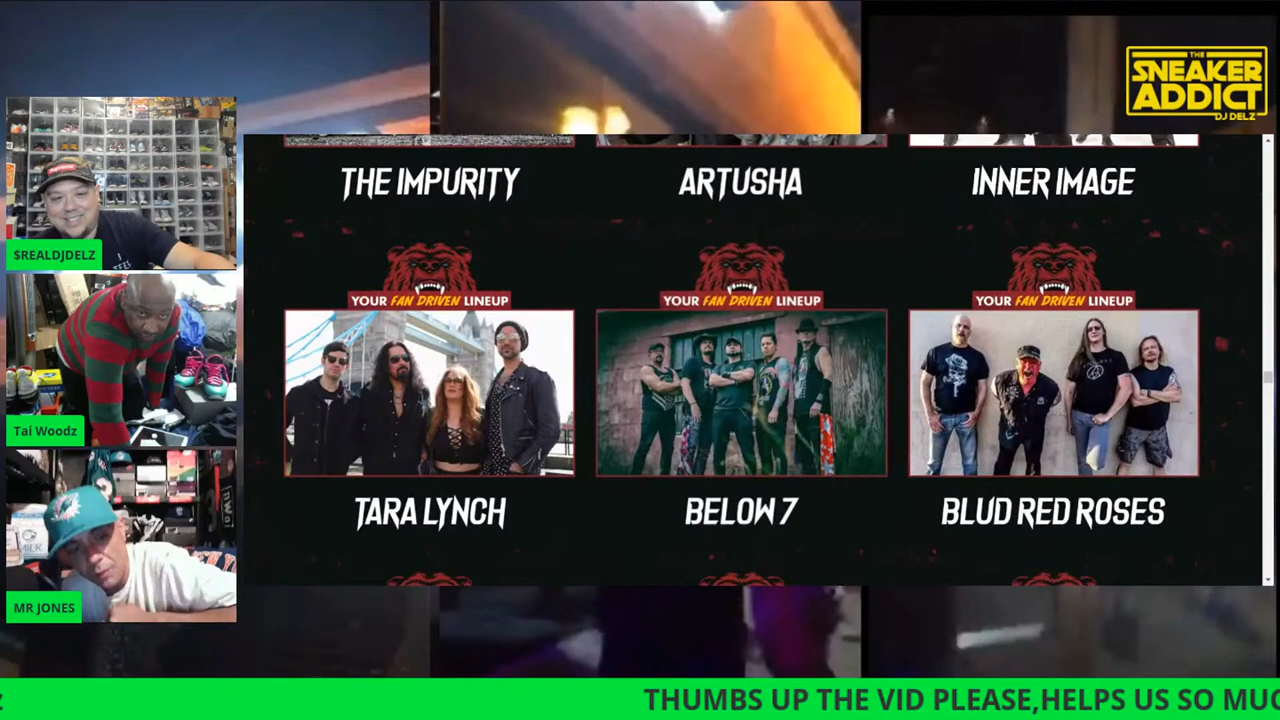 THE
SNEAKER
ADDICT
DJ DELZ
THE IMPURITY
ARTUSHA
INNER IMAGE
$REALDJDELZ
YOUR FAN DRIVEN LINEUP
YOUR FAN DRIVEN LINEUP
YOUR FAN DRIVEN LINEUP
Tai Woodz
TARA LYNCH
BELOW 7
BLUD RED ROSES
MILK
nWo
MR JONES
THUMBS UP THE VID PLEASE,HELPS US SO MUC